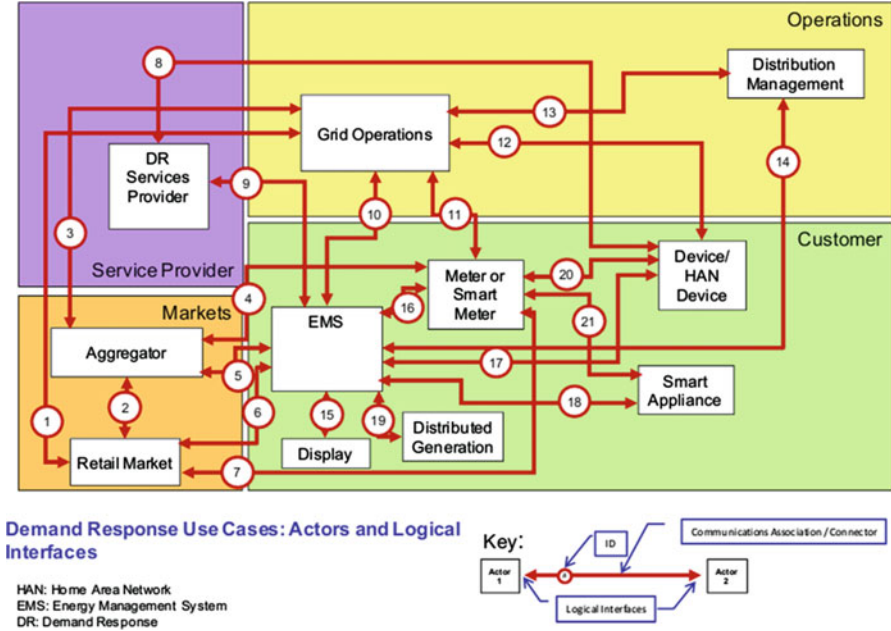 Operations
8
Distribution
Management
13
Grid Operations
12
DR
Services
Provider
14
9
10
11
3
Customer
Service Provider
Device/
HAN
Device
20
Meter or
Smart
Meter
4
Markets
16
EMS
21
Aggregator
17
5
Smart
Appliance
1
2
6
15
19
18
Distributed
Generation
Display
Retail Market
7
Demand Response Use Cases: Actors and Logical
Interfaces
HAN: Home Area Network
EMS: Energy Management System
DR: Demand Response
Key:
ID
Communications Association / Connector
Actor
1
#
Actor
2
Logical Interfaces